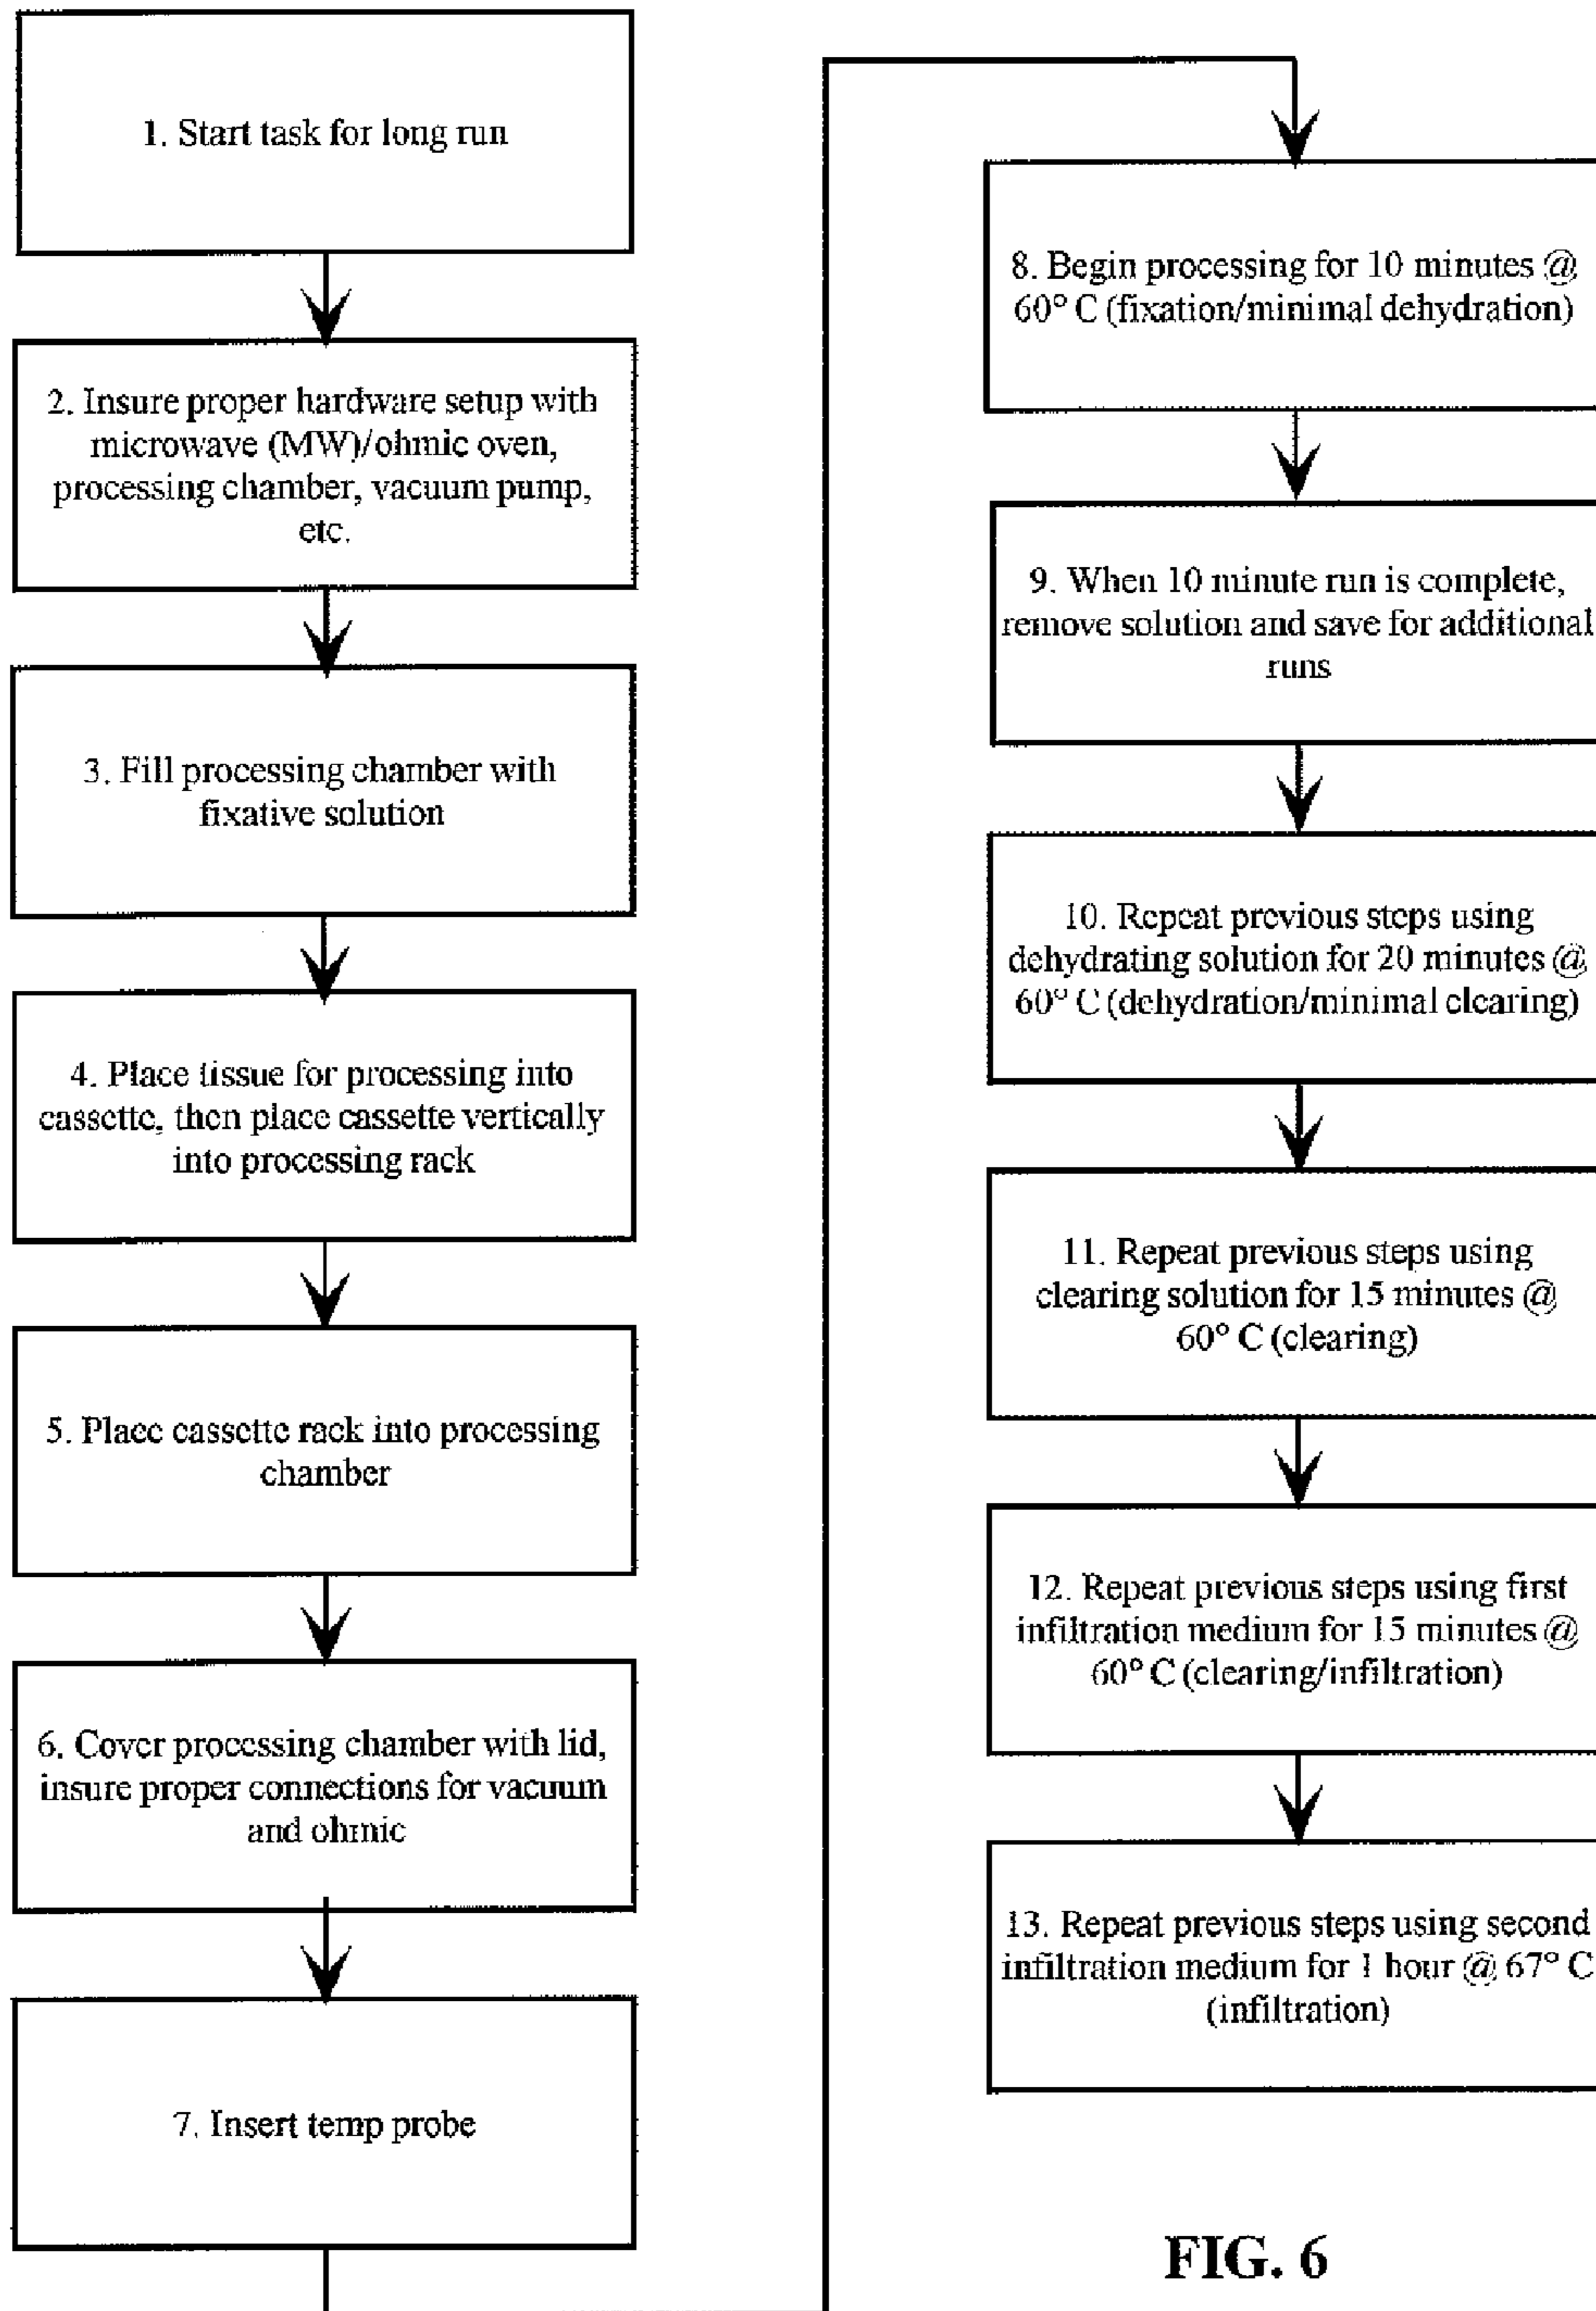 1. Start task for long run
2. Insure proper hardware setup with
microwave (MW)/ohmic oven,
processing chamber, vacuum pump,
etc.
3. Fill processing chamber with
fixative solution
4. Place tissue for processing into
cassette, then place cassette vertically
into processing rack
5. Place cassette rack into processing
chamber
6. Cover processing chamber with lid,
insure proper connections for vacuum
and ohmic
7. Insert temp probe
8. Begin processing for 10 minutes @
60° C (fixation/minimal dehydration)
9. When 10 minute run is complete,
remove solution and save for additional
runs
10. Repeat previous steps using
dehydrating solution for 20 minutes @
60° C (dehydration/minimal clearing)
11. Repeat previous steps using
clearing solution for 15 minutes @
60° C (clearing)
12. Repeat previous steps using first
infiltration medium for 15 minutes @
60° C (clearing/infiltration)
13. Repeat previous steps using second
infiltration medium for 1 hour @ 67° C
(infiltration)
FIG. 6